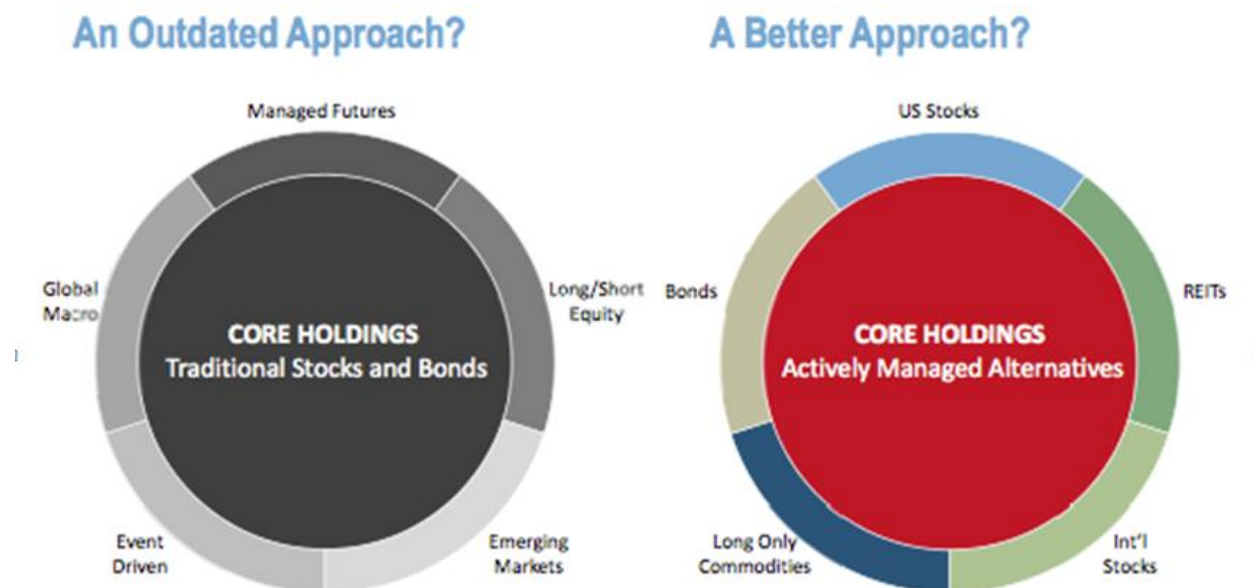 An Outdated Approach?
Managed Futures
Global
Macro
Long/Short
Equity
CORE HOLDINGS
Traditional Stocks and Bonds
Event
Driven
Emerging
Markets
A Better Approach?
US Stocks
Bonds
REITs
CORE HOLDINGS
Actively Managed Alternatives
Long Only
Commodities
Int'l
Stocks